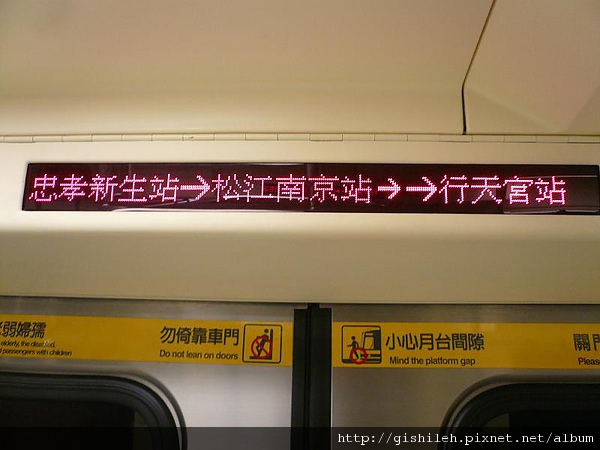 忠孝新生站→松江南京站→→行天宮站
老弱婦孺
elderly, the disabled,
passengers with children
勿倚靠車門
Do not lean on doors
小心月台間隙
Mind the platform gap
關門
Pleas
http://gishileh.pixnet.net/album